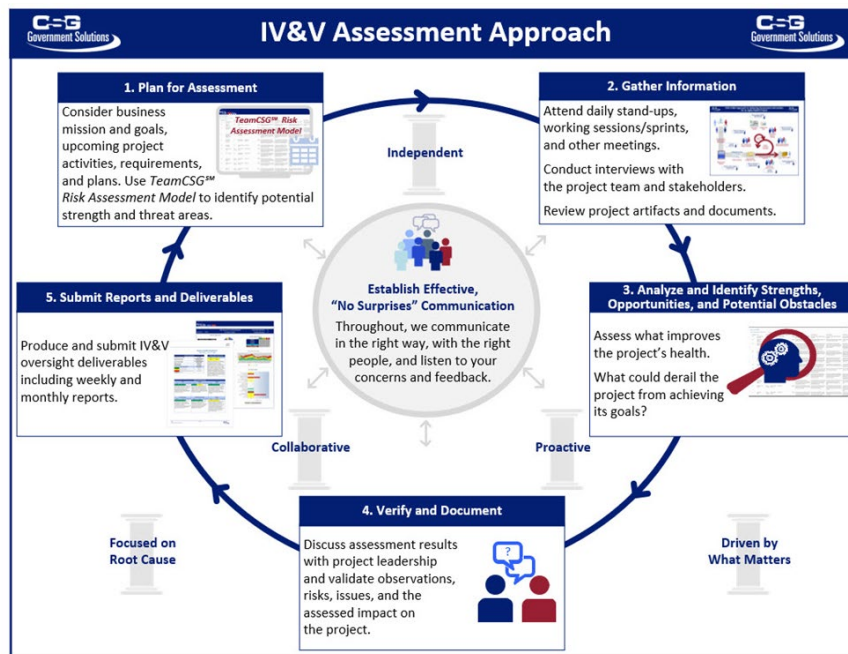 CSG
Government Solutions
IV&V Assessment Approach
CSG
Government Solutions
1. Plan for Assessment
Consider business
mission and goals,
upcoming project
activities, requirements,
and plans. Use TeamCSG℠
Risk Assessment Model to identify potential
strength and threat areas.
TeamCSG℠ Risk
Assessment Model
2. Gather Information
Attend daily stand-ups,
working sessions/sprints,
and other meetings.
Conduct interviews with
the project team and stakeholders.
Review project artifacts and documents.
Independent
Establish Effective,
“No Surprises” Communication
Throughout, we communicate
in the right way, with the right
people, and listen to your
concerns and feedback.
5. Submit Reports and Deliverables
Produce and submit IV&V
oversight deliverables
including weekly and
monthly reports.
3. Analyze and Identify Strengths,
Opportunities, and Potential Obstacles
Assess what improves
the project’s health.
What could derail the
project from achieving
its goals?
Collaborative
Proactive
4. Verify and Document
Discuss assessment results
with project leadership
and validate observations,
risks, issues, and the
assessed impact on
the project.
?
Focused on
Root Cause
Driven by
What Matters